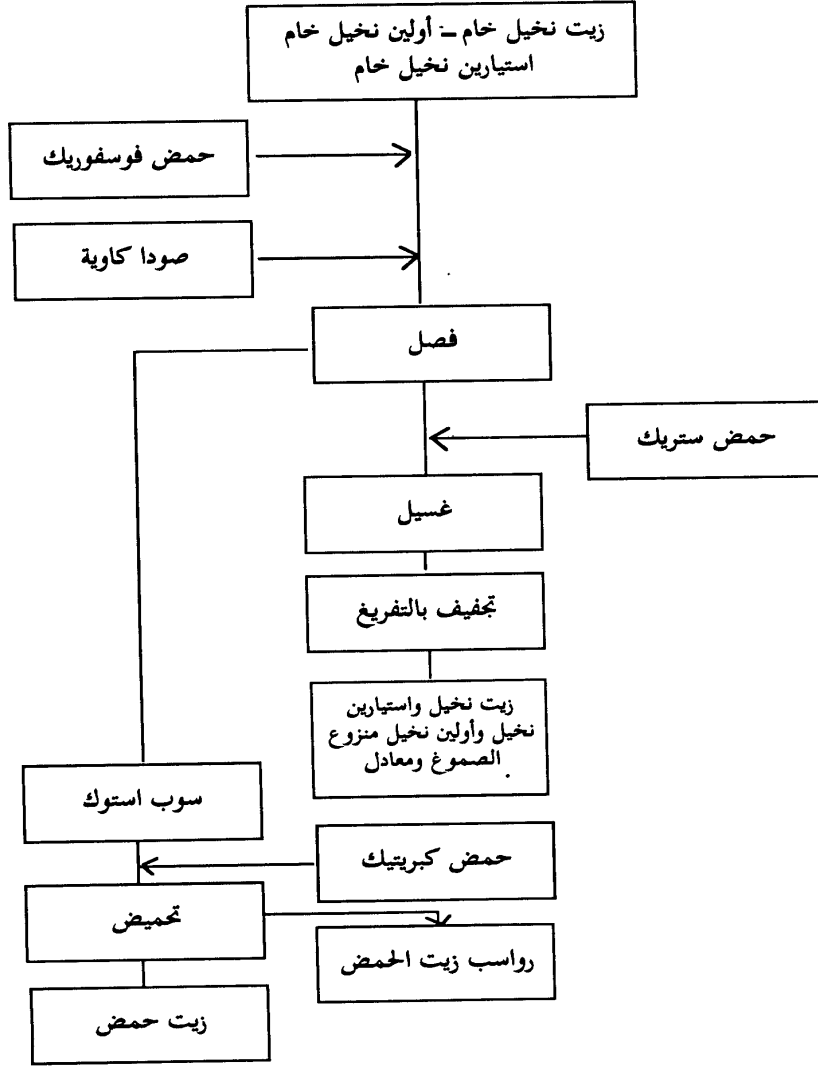 زيت نخيل خام – أولين نخيل خام
استيارين نخيل خام
حمض فوسفوريك
صودا كاوية
فصل
حمض ستريك
غسيل
تجفيف بالتفريغ
زيت نخيل واستيارين
نخيل وأولين نخيل منزوع
الصموغ ومعادل
سوب استوك
حمض كبريتيك
تحميض
رواسب زيت الحمض
زيت حمض